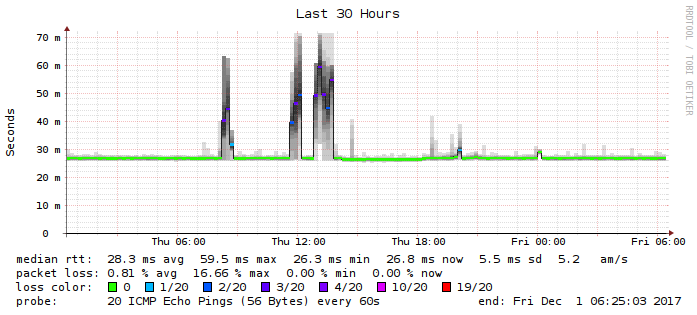 Last 30 Hours
RRDTOOL / TOBI OETIKER
Seconds
70 m
60 m
50 m
40 m
30 m
20 m
10 m
0
Thu 06:00 Thu 12:00 Thu 18:00 Fri 00:00 Fri 06:00
median rtt: 28.3 ms avg 59.5 ms max 26.3 ms min 26.8 ms now 5.5 ms sd 5.2 am/s
packet loss: 0.81 % avg 16.66 % max 0.00 % min 0.00 % now
loss color: 0 1/20 2/20 3/20 4/20 10/20 19/20
probe: 20 ICMP Echo Pings (56 Bytes) every 60s end: Fri Dec 1 06:25:03 2017